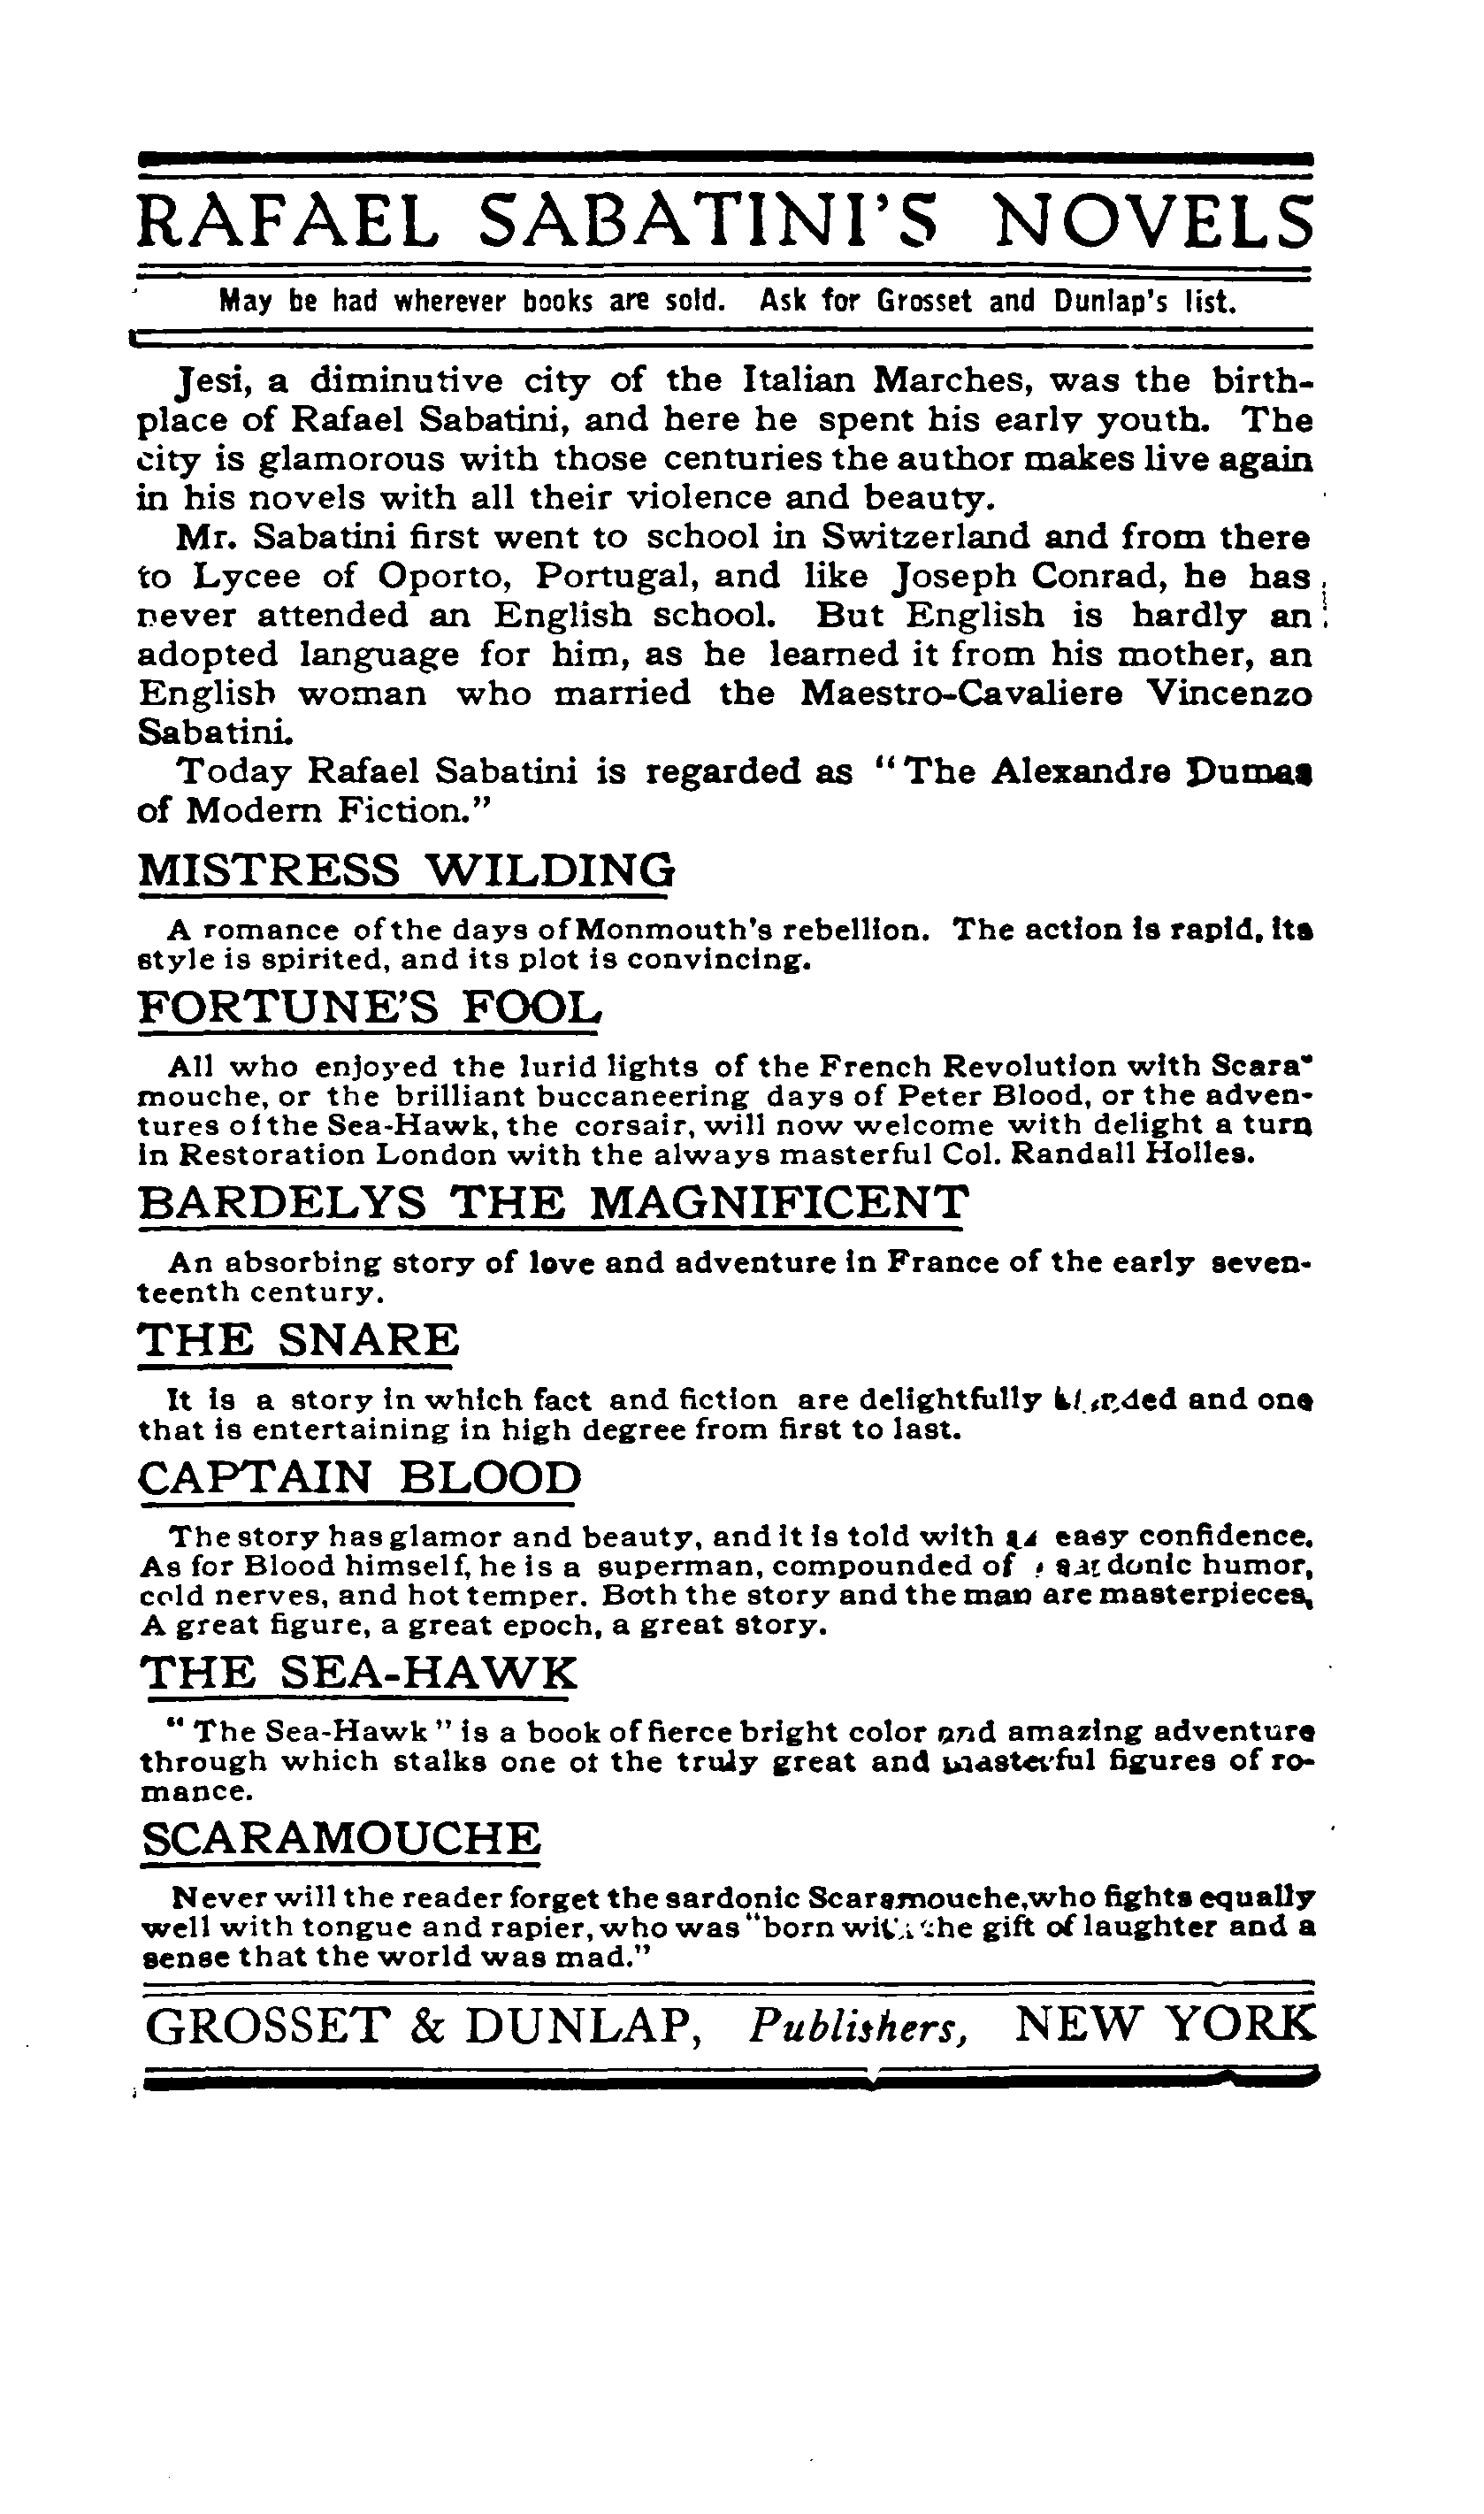 RAFAEL SABATINI'S NOVELS
May be had wherever books are sold. Ask for Grosset and Dunlap's list.
Jesi, a diminutive city of the Italian Marches, was the birth-
place of Rafael Sabatini, and here he spent his early youth. The
city is glamorous with those centuries the author makes live again
in his novels with all their violence and beauty.
Mr. Sabatini first went to school in Switzerland and from there
to Lycee of Oporto, Portugal, and like Joseph Conrad, he has
never attended an English school. But English is hardly an
adopted language for him, as he learned it from his mother, an
English woman who married the Maestro-Cavaliere Vincenzo
Sabatini.
Today Rafael Sabatini is regarded as "The Alexandre Dumas
of Modern Fiction."
MISTRESS WILDING
A romance of the days of Monmouth's rebellion. The action is rapid, its
style is spirited, and its plot is convincing.
FORTUNE'S FOOL
All who enjoyed the lurid lights of the French Revolution with Scara-
mouche, or the brilliant buccaneering days of Peter Blood, or the adven-
tures of the Sea-Hawk, the corsair, will now welcome with delight a turn
in Restoration London with the always masterful Col. Randall Holles.
BARDELYS THE MAGNIFICENT
An absorbing story of love and adventure in France of the early seven-
teenth century.
THE SNARE
It is a story in which fact and fiction are delightfully blended and one
that is entertaining in high degree from first to last.
CAPTAIN BLOOD
The story has glamor and beauty, and it is told with easy confidence.
As for Blood himself, he is a superman, compounded of sardonic humor,
cold nerves, and hot temper. Both the story and the man are masterpieces,
A great figure, a great epoch, a great story.
THE SEA-HAWK
"The Sea-Hawk" is a book of fierce bright color and amazing adventure
through which stalks one of the truly great and masterful figures of ro-
mance.
SCARAMOUCHE
Never will the reader forget the sardonic Scaramouche, who fights equally
well with tongue and rapier, who was "born with the gift of laughter and a
sense that the world was mad."
GROSSET & DUNLAP, Publishers, NEW YORK